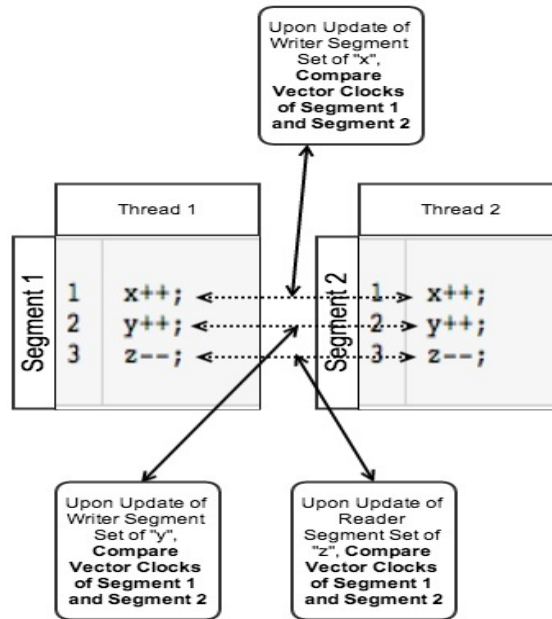 Upon Update of
Writer Segment
Set of "x",
Compare
Vector Clocks
of Segment 1
and Segment 2
Thread 1
Thread 2
Segment 1
1 x++;
2 y++;
3 z--;
Segment 2
1 x++;
2 y++;
3 z--;
Upon Update of
Writer Segment
Set of "y",
Compare
Vector Clocks
of Segment 1
and Segment 2
Upon Update of
Reader
Segment Set of
"z", Compare
Vector Clocks
of Segment 1
and Segment 2